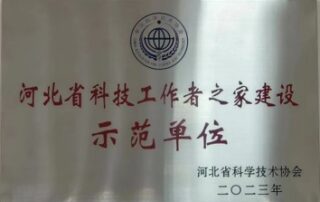 河北省科技工作者之家建设
示范单位
河北省科学技术协会
二〇二三年